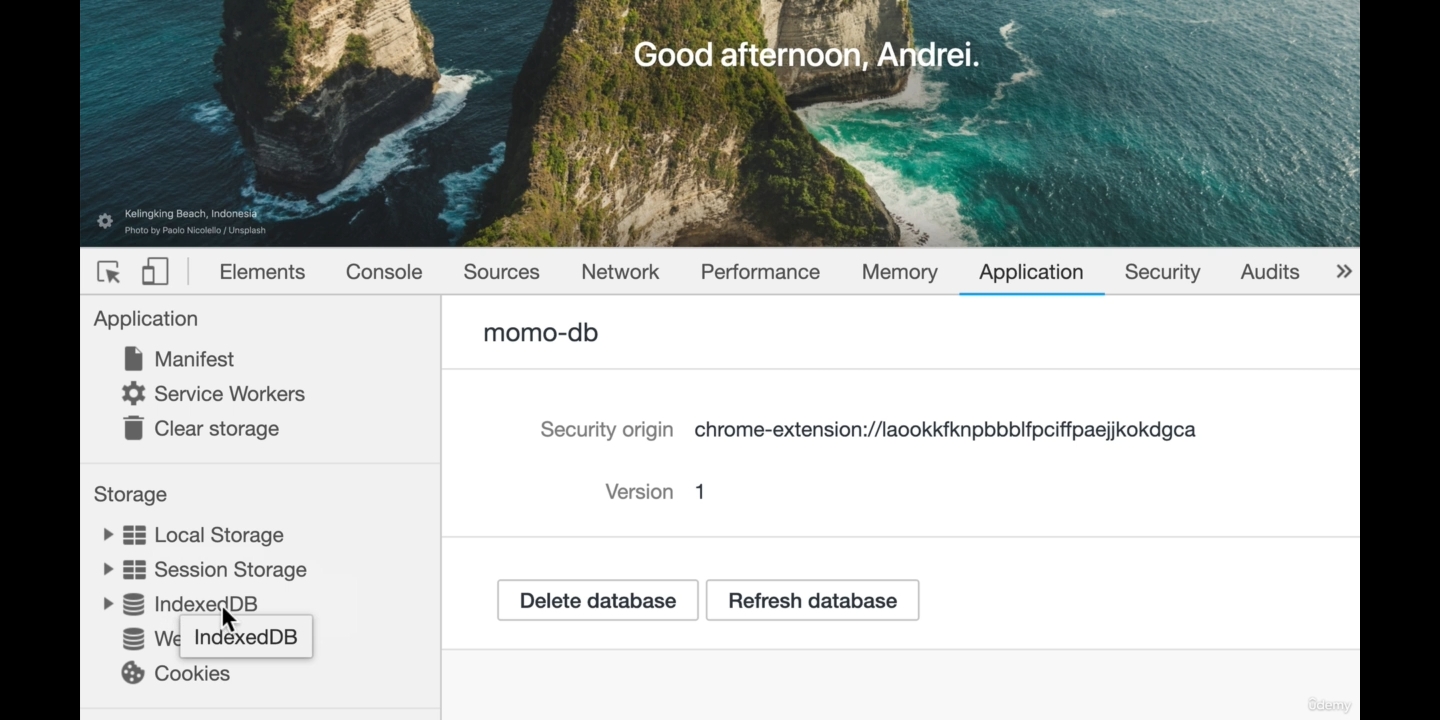 Good afternoon, Andrei.
Kelingking Beach, Indonesia
Photo by Paolo Nicolello / Unsplash
Elements Console Sources Network Performance Memory Application Security Audits »
Application
Manifest
Service Workers
Clear storage
Storage
Local Storage
Session Storage
IndexedDB
We
IndexedDB
Cookies
momo-db
Security origin chrome-extension://laookkfknpbbblfpciffpaejjkokdgca
Version 1
Delete database Refresh database
ûdemy